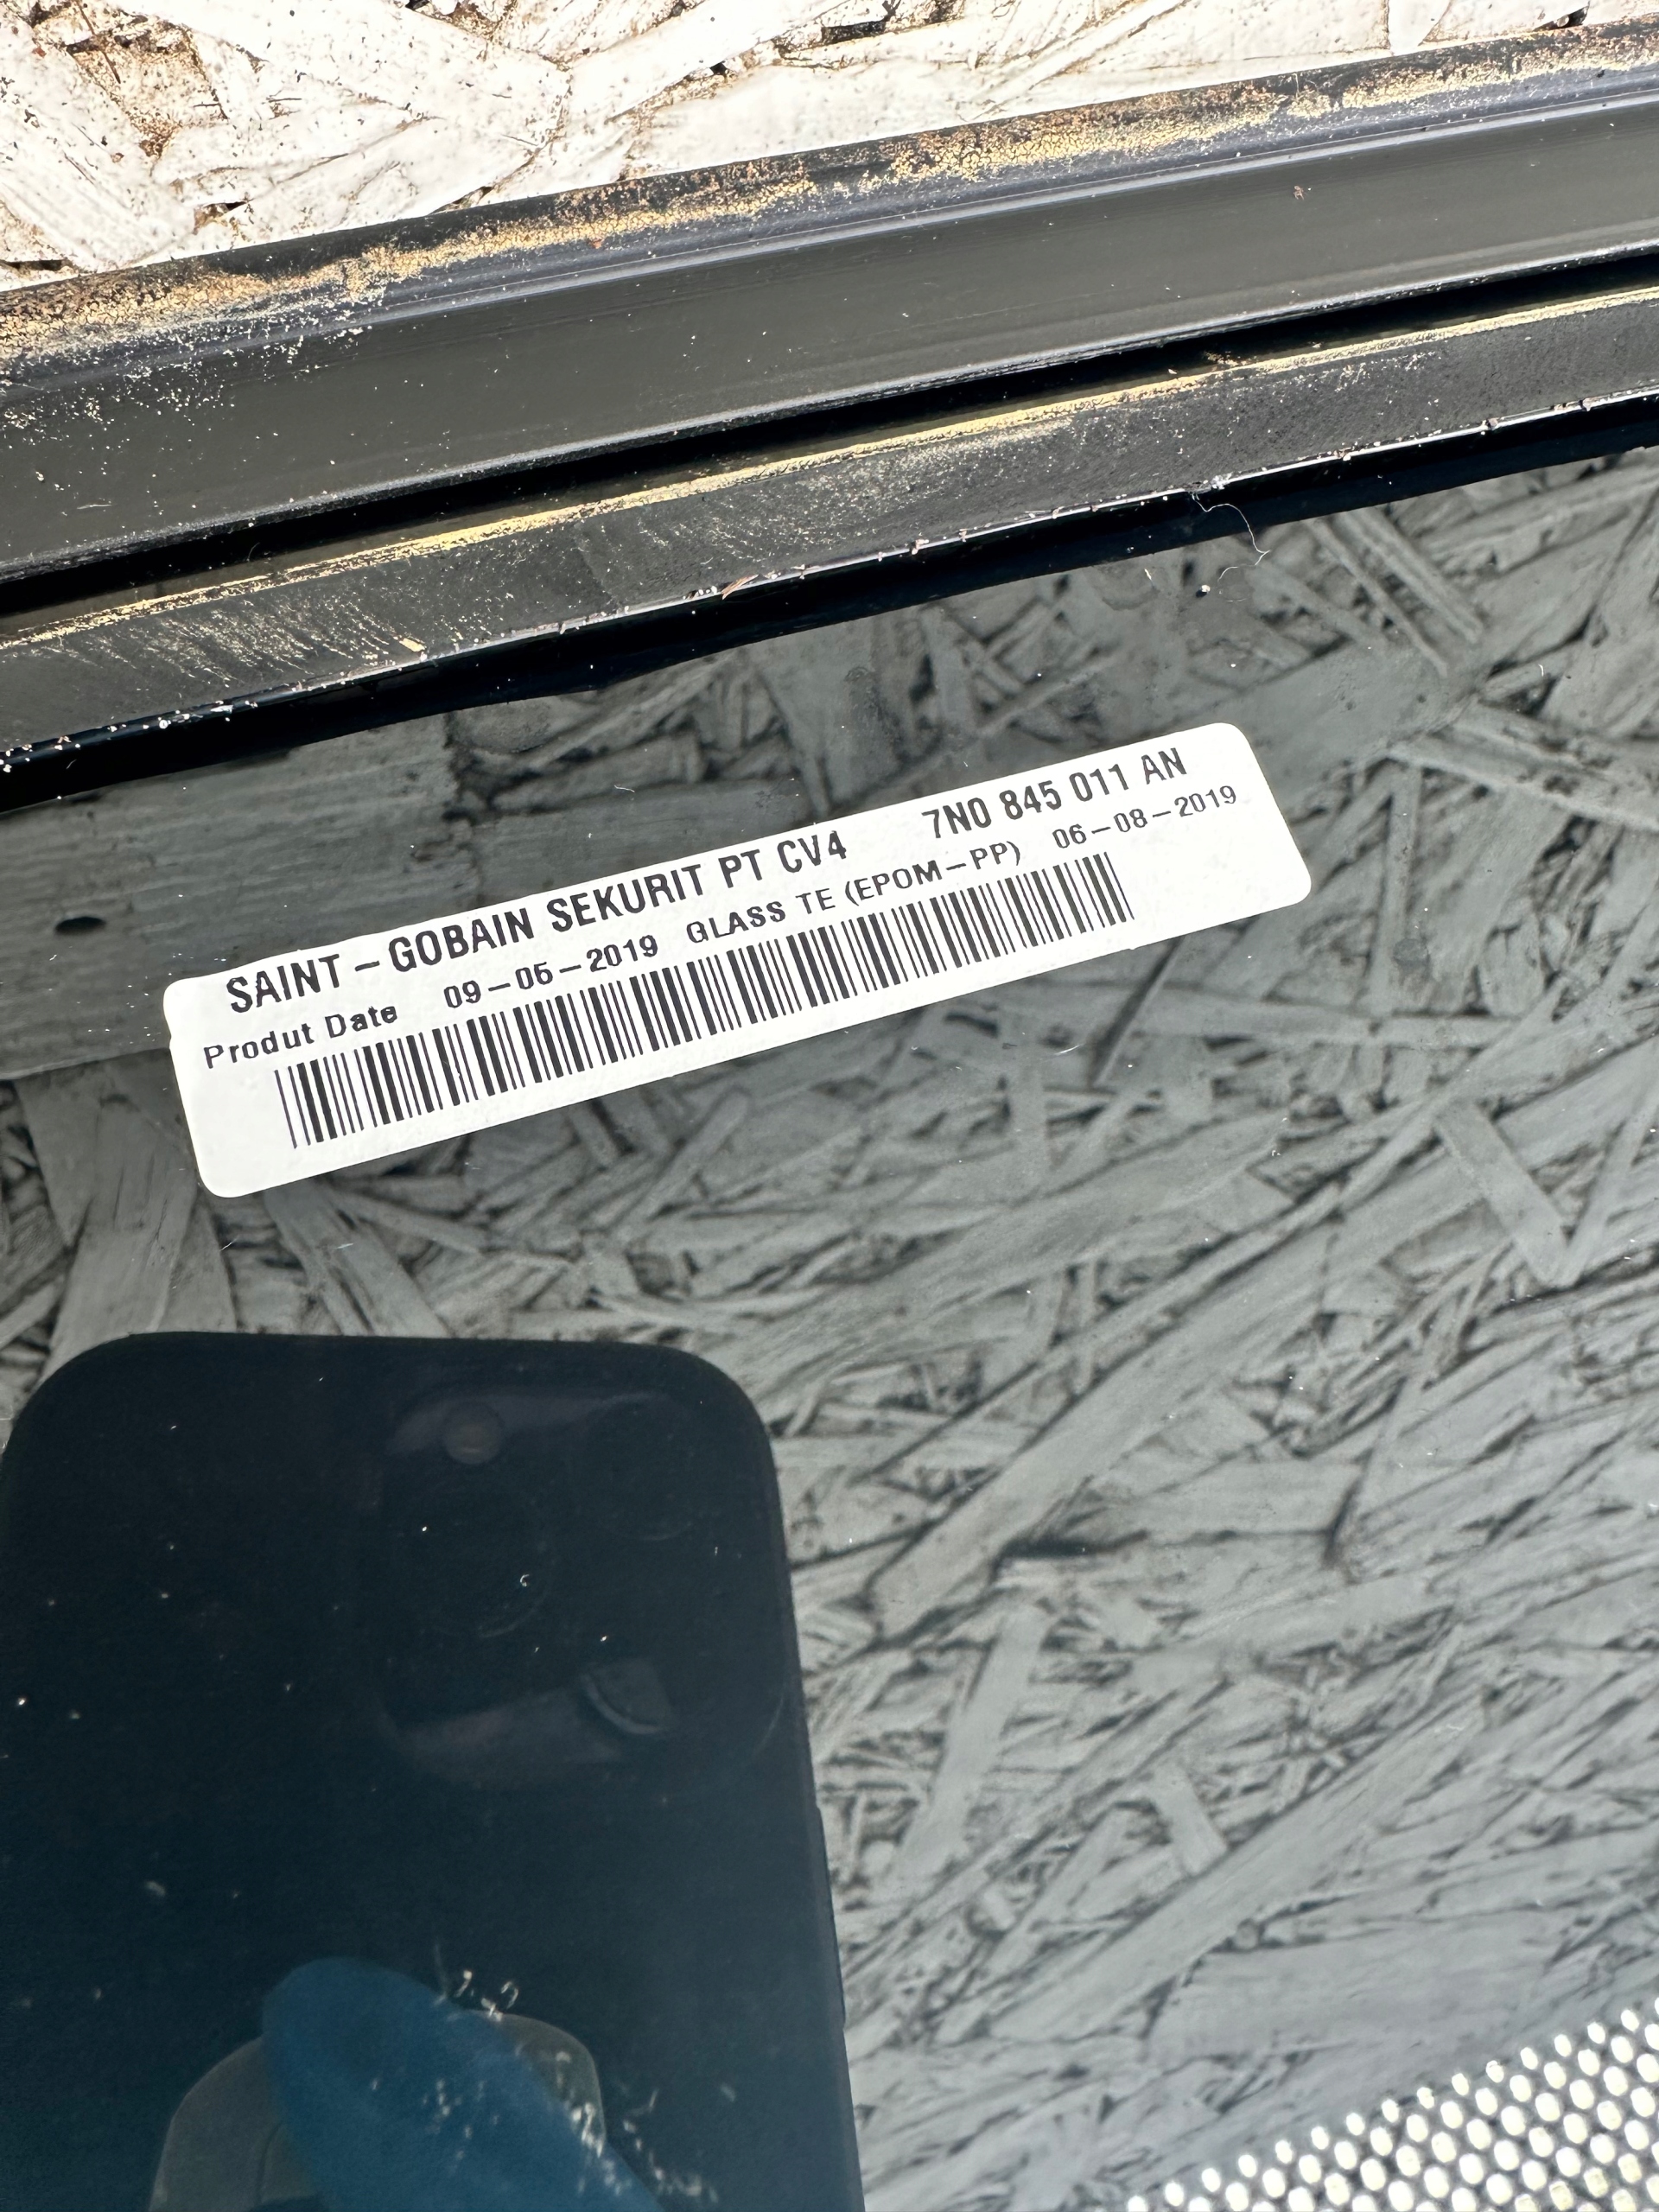 SAINT-GOBAIN SEKURIT PT CV4 7N0 845 011 AN
Produt Date 09-05-2019 GLASS TE (EPOM-PP) 06-08-2019